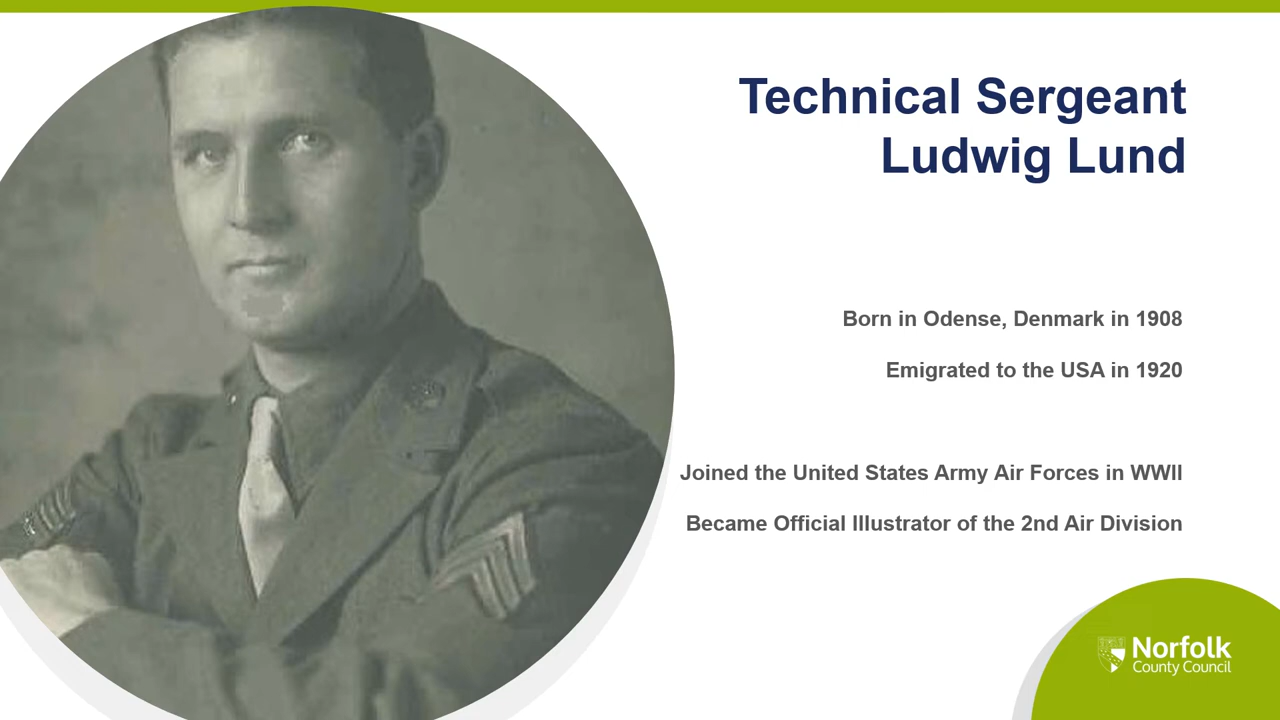 Technical Sergeant
Ludwig Lund
Born in Odense, Denmark in 1908
Emigrated to the USA in 1920
Joined the United States Army Air Forces in WWII
Became Official Illustrator of the 2nd Air Division
Norfolk
County Council